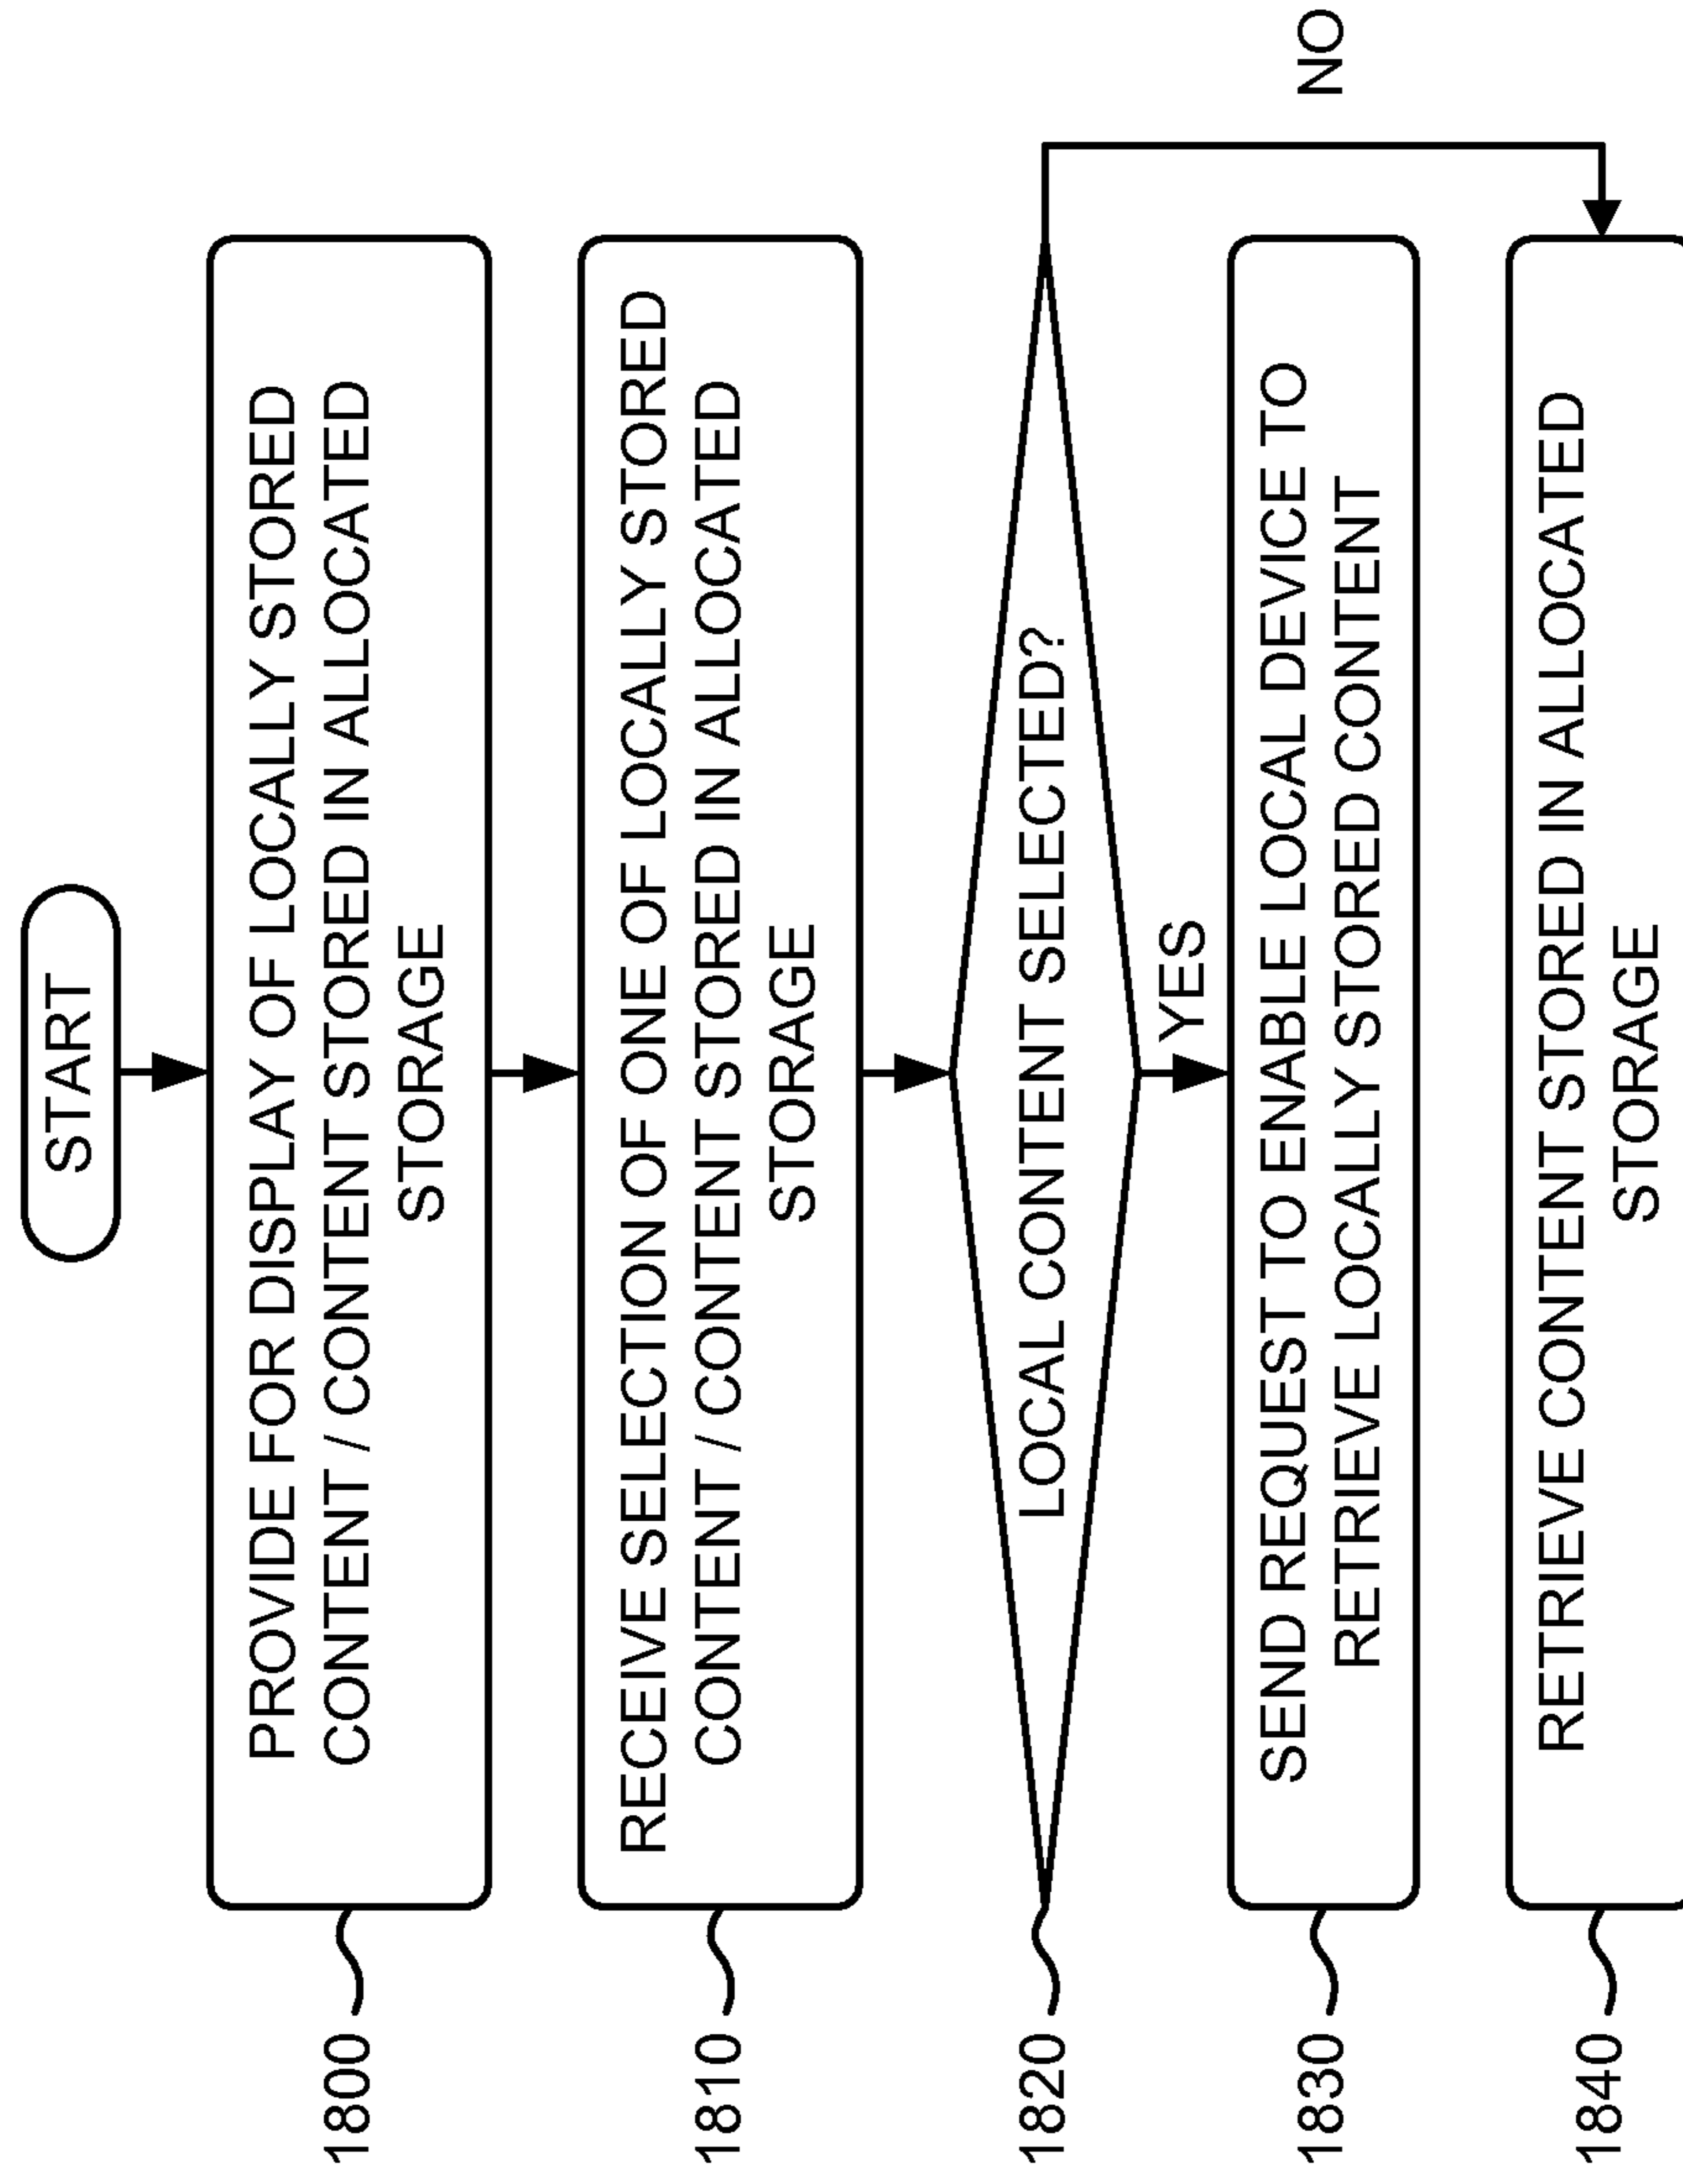 START
1800
PROVIDE FOR DISPLAY OF LOCALLY STORED
CONTENT / CONTENT STORED IN ALLOCATED
STORAGE
1810
RECEIVE SELECTION OF ONE OF LOCALLY STORED
CONTENT / CONTENT STORED IN ALLOCATED
STORAGE
1820
LOCAL CONTENT SELECTED?
YES
NO
1830
SEND REQUEST TO ENABLE LOCAL DEVICE TO
RETRIEVE LOCALLY STORED CONTENT
1840
RETRIEVE CONTENT STORED IN ALLOCATED
STORAGE